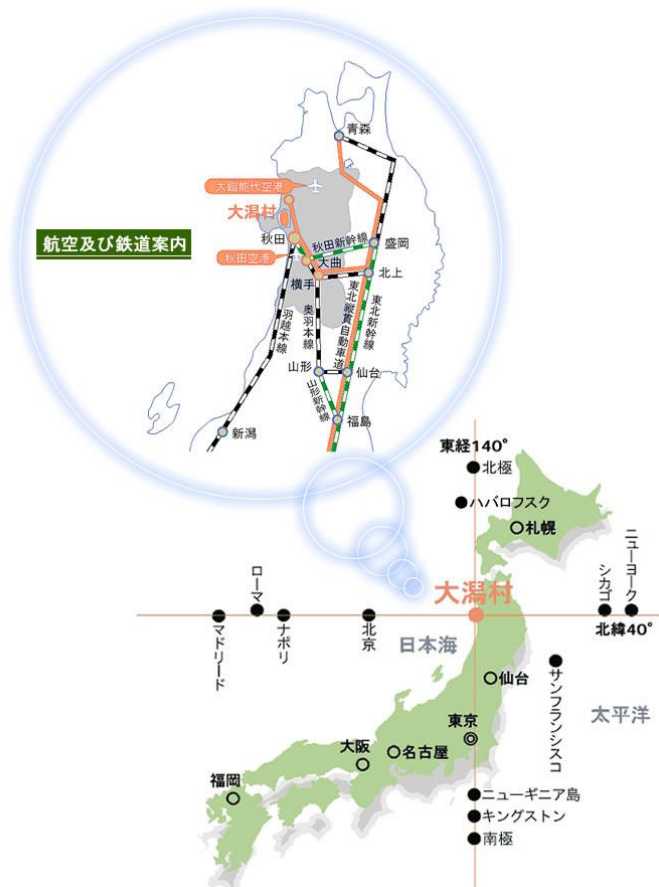 青森
大館能代空港
大潟村
航空及び鉄道案内
秋田
秋田新幹線
盛岡
秋田空港
大曲
北上
横手
羽越本線
奥羽本線
東北縦貫自動車道
東北新幹線
山形
仙台
山形新幹線
福島
新潟
東経140°
北極
ハバロフスク
札幌
ニューヨーク
シカゴ
ローマ
大潟村
マドリード
ナポリ
北京
北緯40°
日本海
仙台
サンフランシスコ
太平洋
東京
大阪
名古屋
福岡
ニューギニア島
キングストン
南極